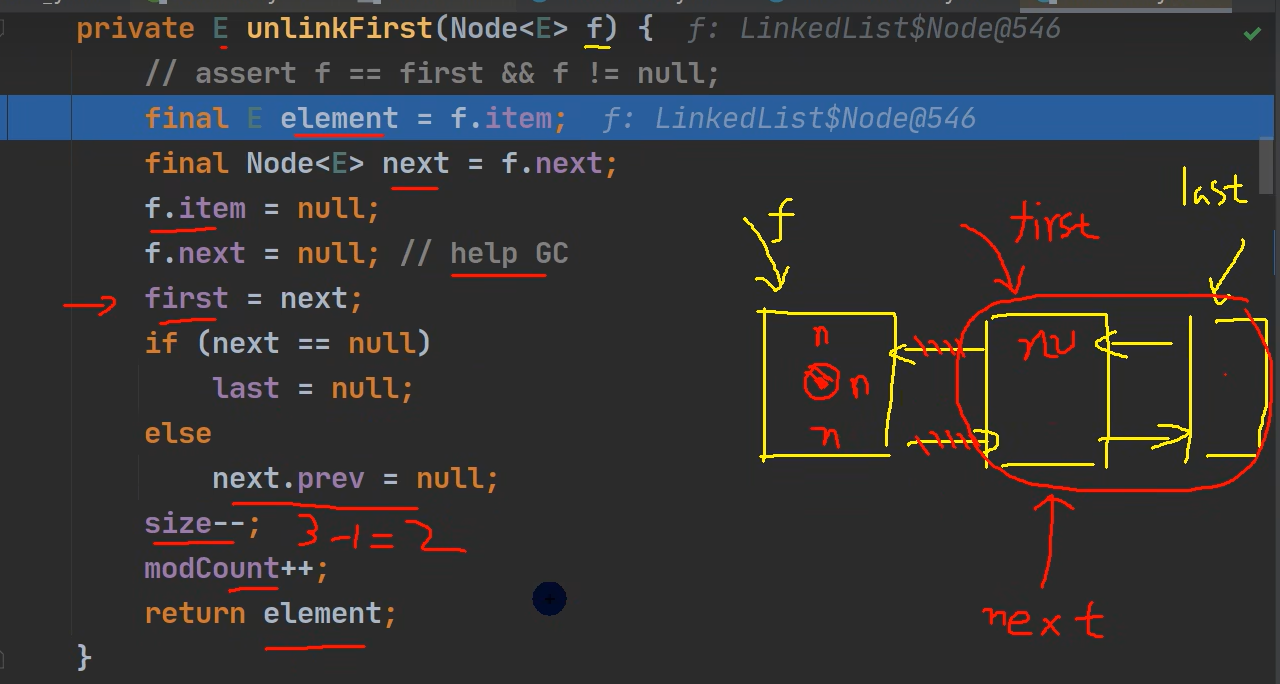 private E unlinkFirst(Node<E> f) { f: LinkedList$Node@546
// assert f == first && f != null;
final E element = f.item; f: LinkedList$Node@546
final Node<E> next = f.next;
f.item = null;
f.next = null; // help GC
first = next;
if (next == null)
last = null;
else
next.prev = null;
size--; 3-1=2
modCount++;
return element;
}
f
first
last
n
n
n
next